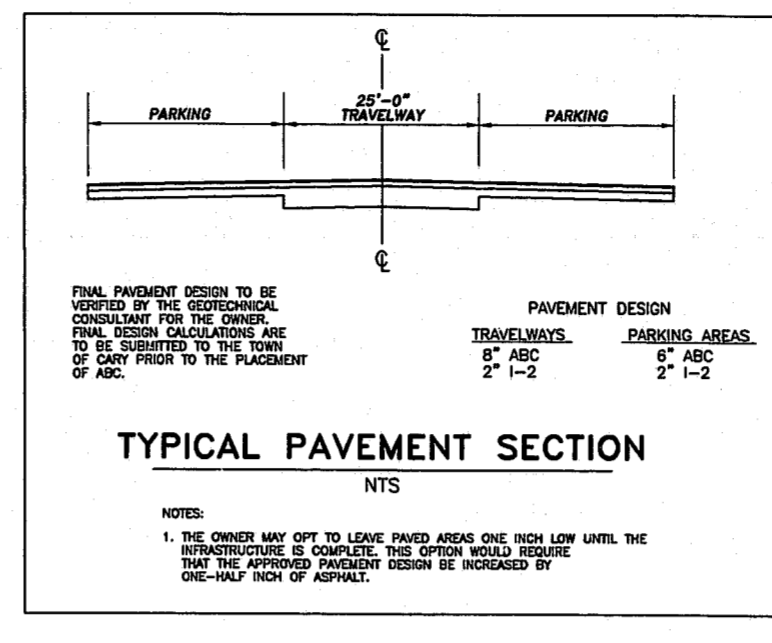 ℄
25'-0"
PARKING TRAVELWAY PARKING
℄
FINAL PAVEMENT DESIGN TO BE
VERIFIED BY THE GEOTECHNICAL
CONSULTANT FOR THE OWNER.
FINAL DESIGN CALCULATIONS ARE
TO BE SUBMITTED TO THE TOWN
OF CARY PRIOR TO THE PLACEMENT
OF ABC.
PAVEMENT DESIGN
TRAVELWAYS PARKING AREAS
8" ABC 6" ABC
2" I-2 2" I-2
TYPICAL PAVEMENT SECTION
NTS
NOTES:
1. THE OWNER MAY OPT TO LEAVE PAVED AREAS ONE INCH LOW UNTIL THE
INFRASTRUCTURE IS COMPLETE. THIS OPTION WOULD REQUIRE
THAT THE APPROVED PAVEMENT DESIGN BE INCREASED BY
ONE-HALF INCH OF ASPHALT.